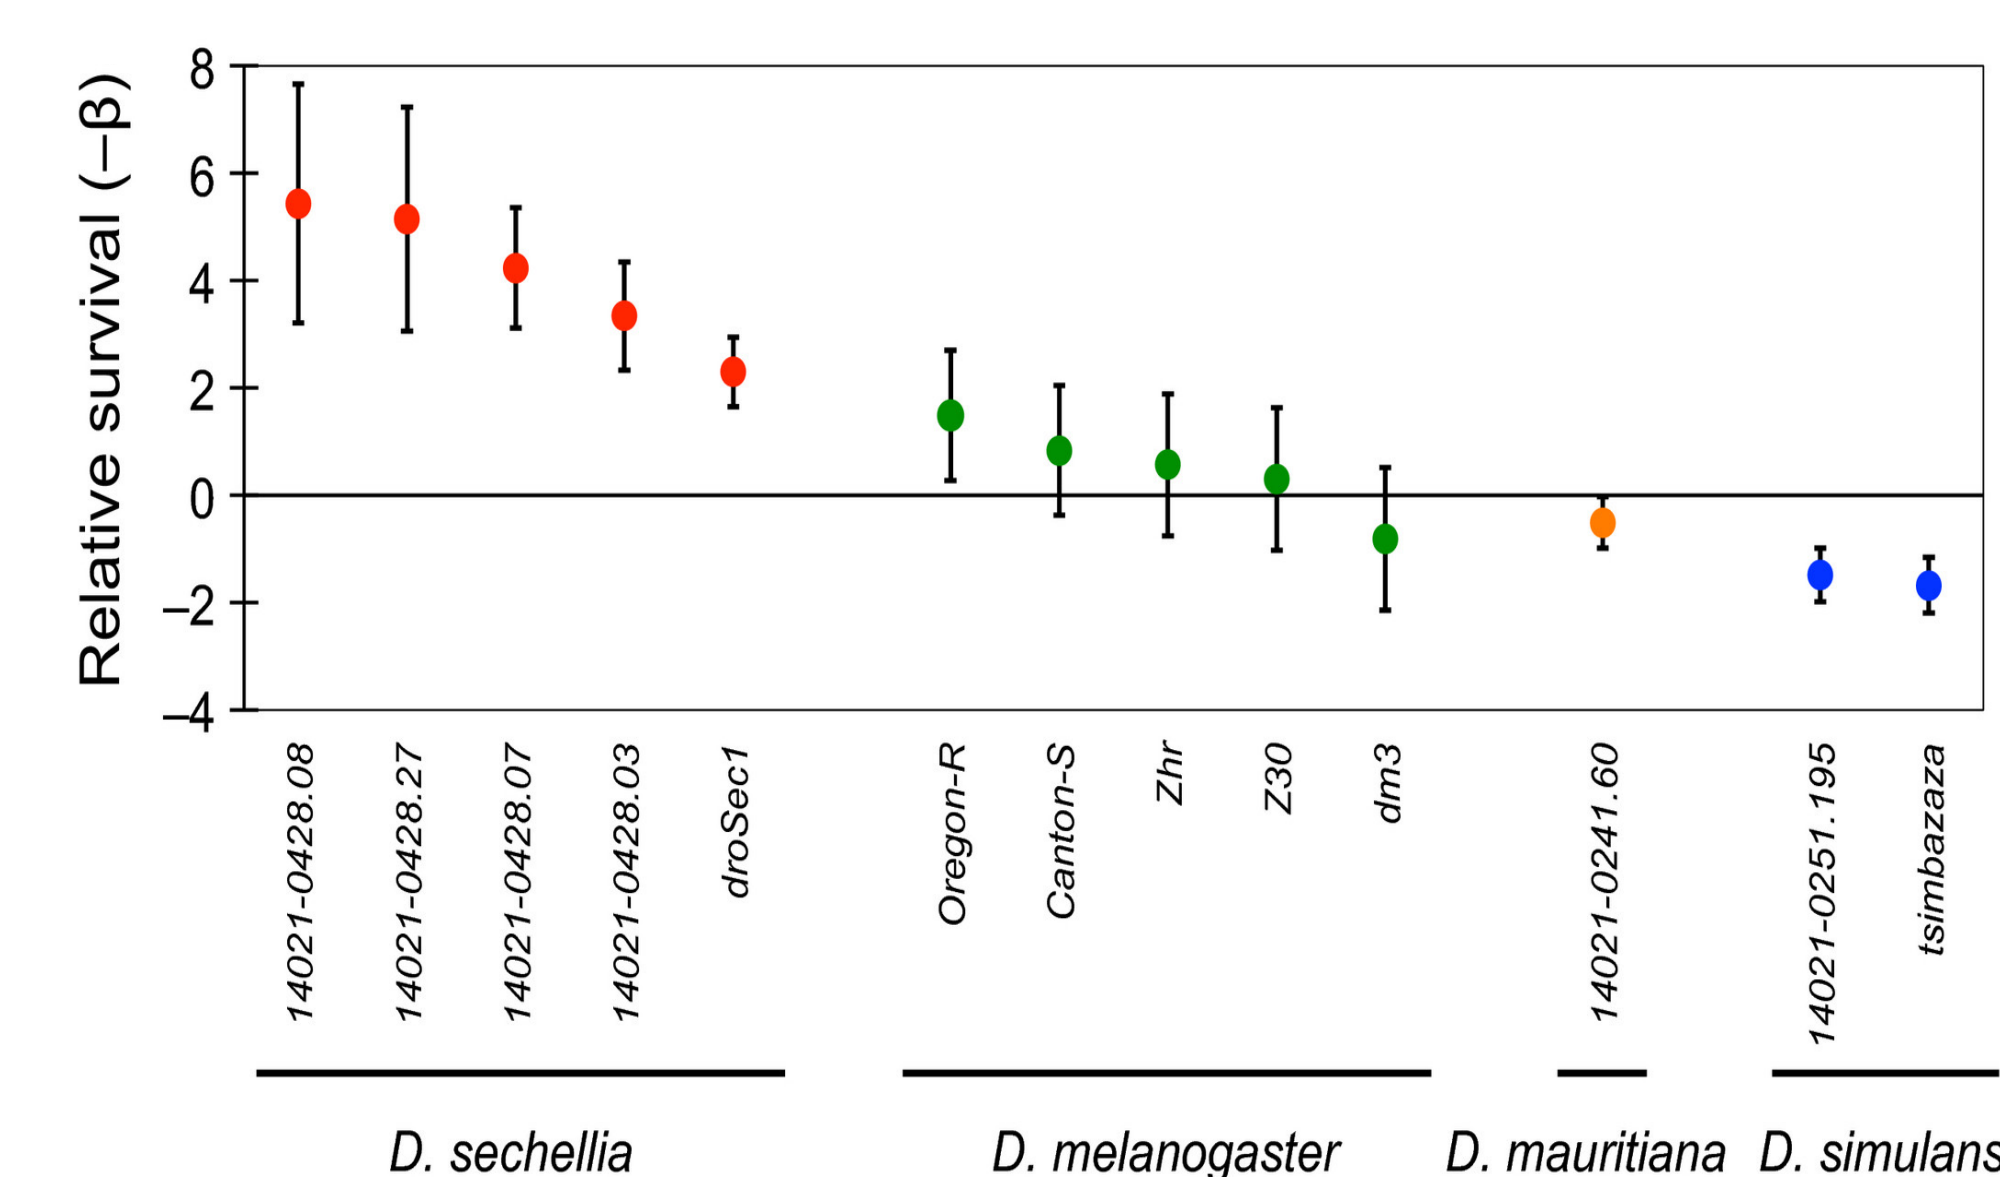 Relative survival (–β)
8
6
4
2
0
–2
–4
14021-0428.08
14021-0428.27
14021-0428.07
14021-0428.03
droSec1
Oregon-R
Canton-S
Zhr
Z30
dm3
14021-0241.60
14021-0251.195
tsimbazaza
D. sechellia
D. melanogaster
D. mauritiana
D. simulans